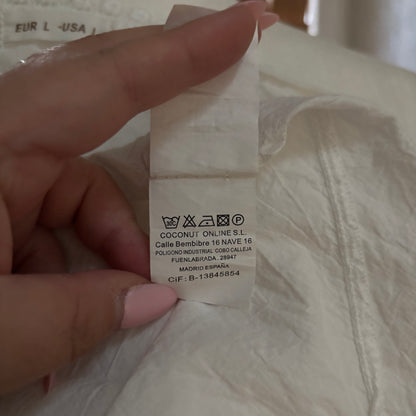 EUR L -USA L
COCONUT ONLINE S.L.
Calle Bembibre 16 NAVE 16
POLIGONO INDUSTRIAL COBO CALLEJA
FUENLABRADA. 28947
MADRID ESPAÑA
CiF: B-13845854